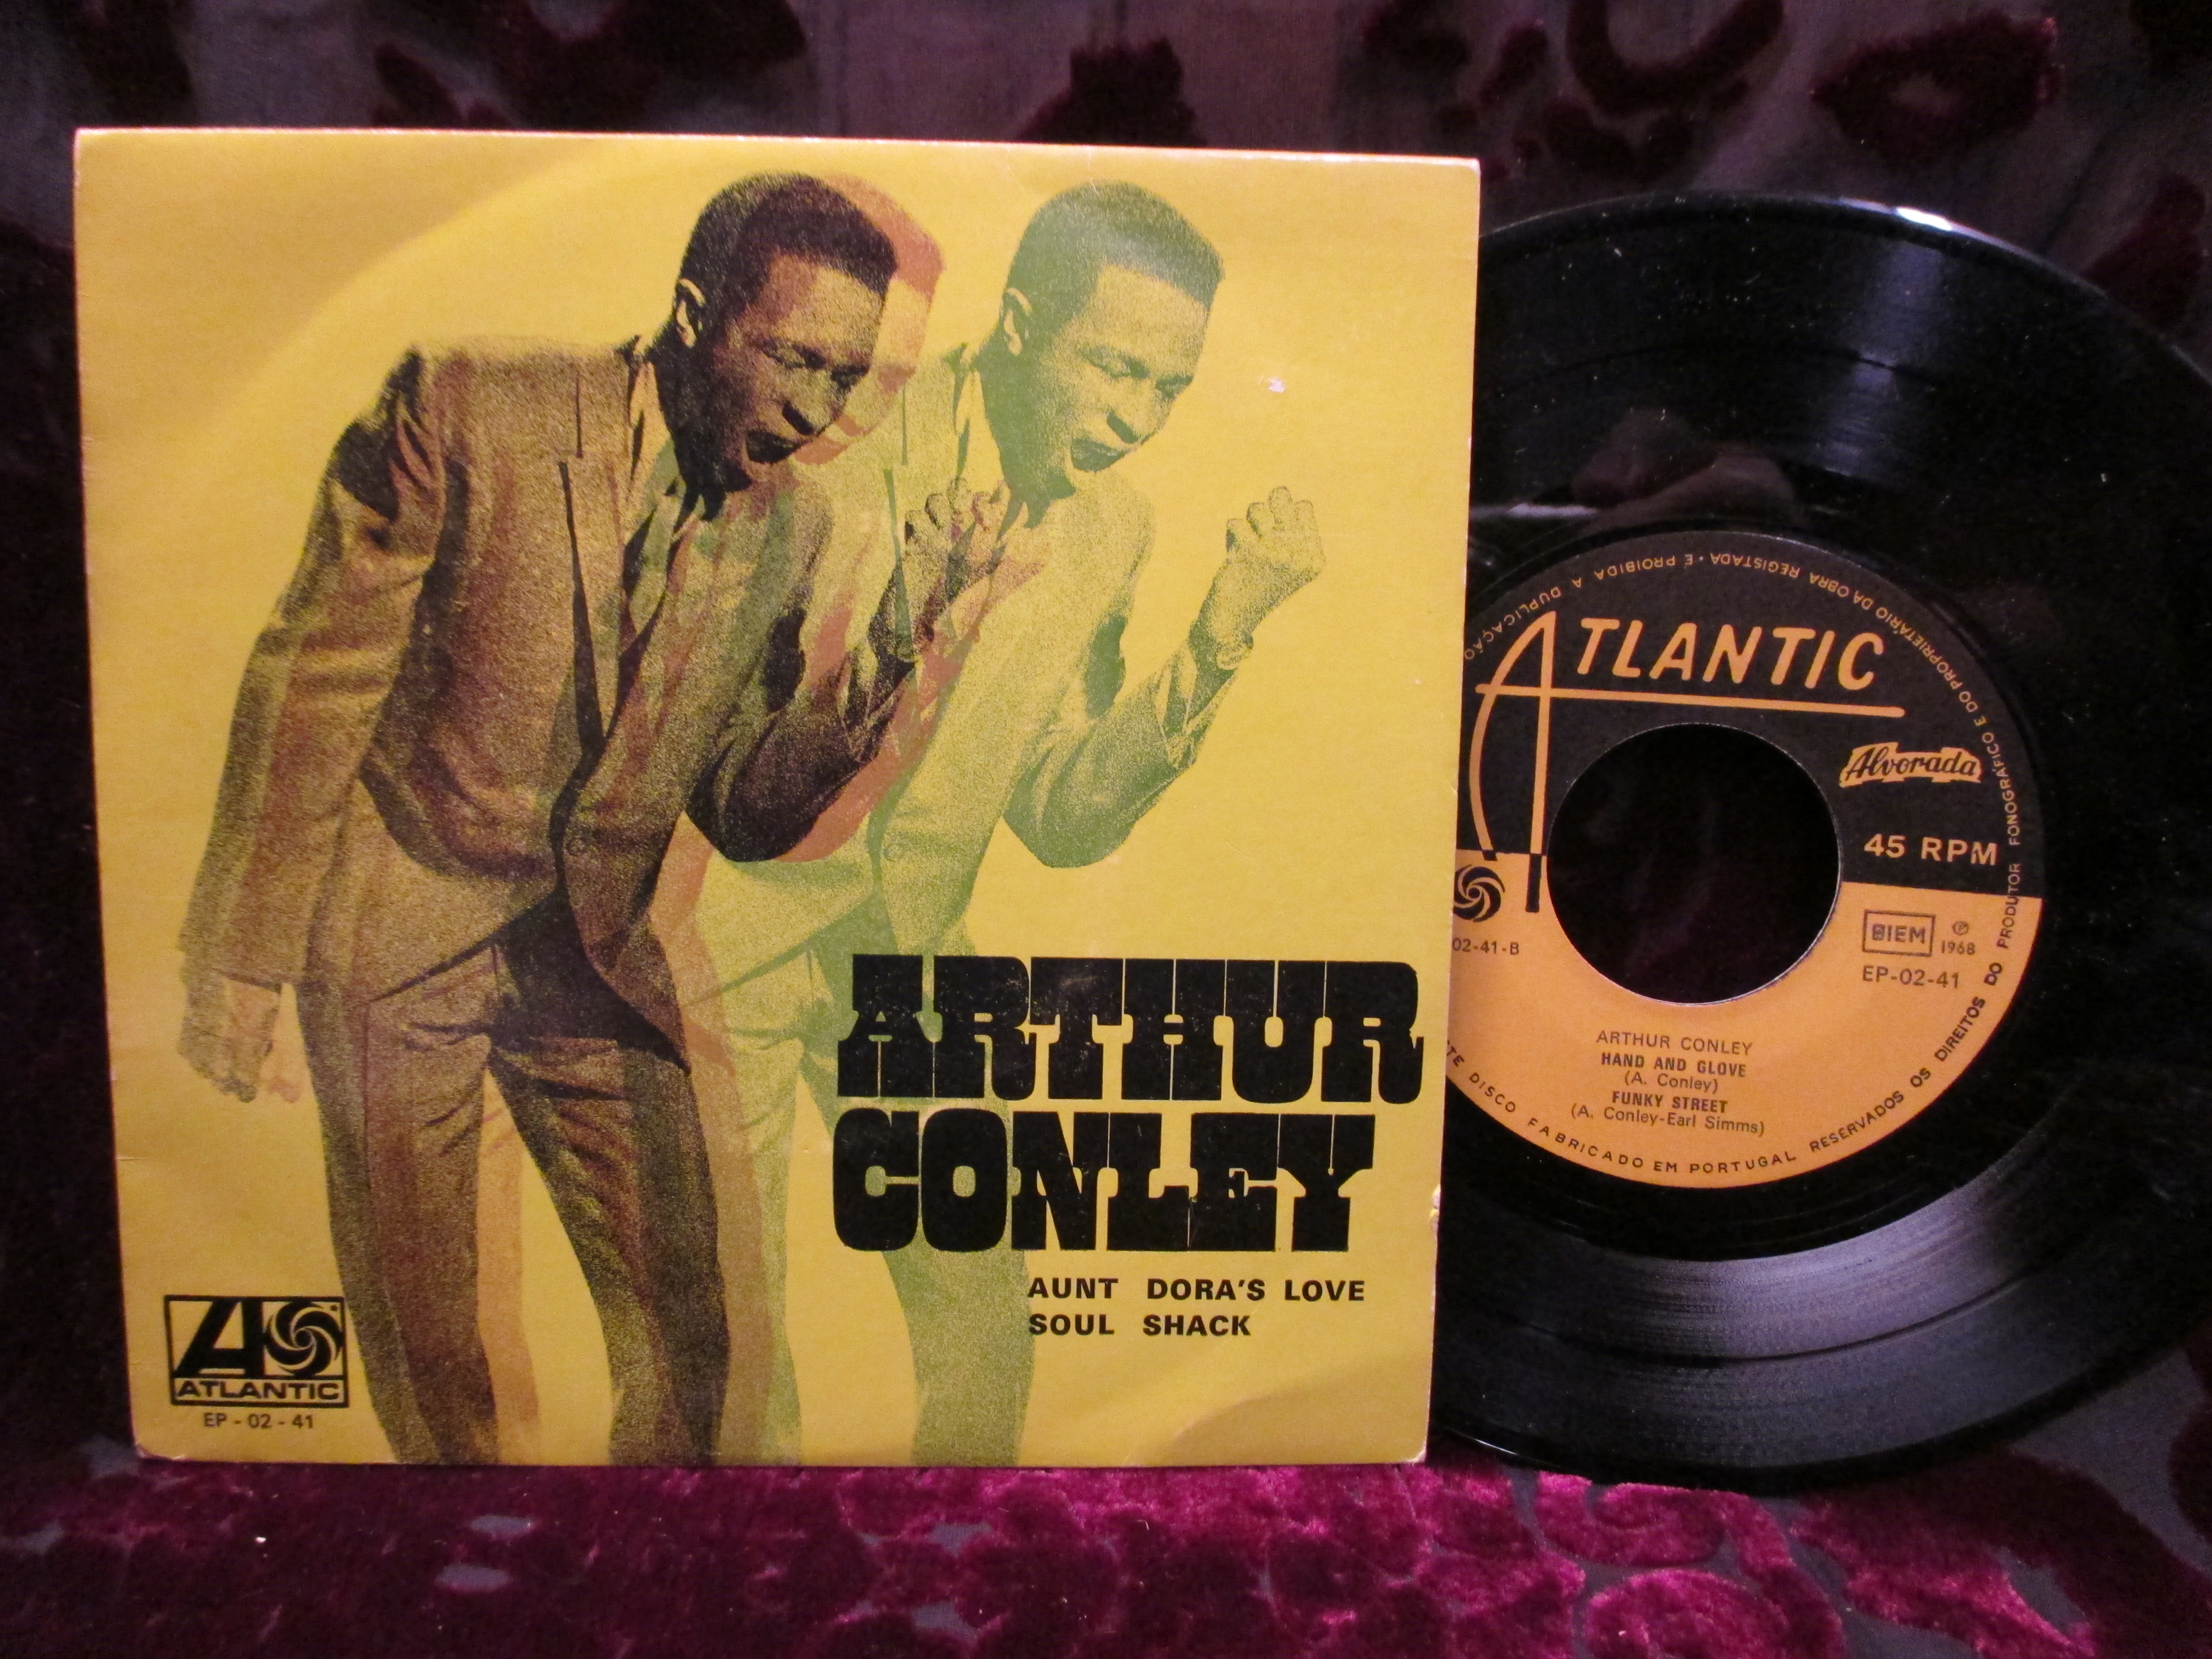 ARTHUR
CONLEY
AUNT DORA'S LOVE
SOUL SHACK
ATLANTIC
EP - 02 - 41
ATLANTIC
Alvorada
45 RPM
02-41-B
BIEM
℗
1968
EP-02-41
ARTHUR CONLEY
HAND AND GLOVE
(A. Conley)
FUNKY STREET
(A. Conley-Earl Simms)
DISCO FABRICADO EM PORTUGAL RESERVADOS OS DIREITOS DO PRODUTOR FONOGRÁFICO E DO PROPRIETÁRIO DA OBRA REGISTADA • É PROIBIDA A DUPLICAÇÃO